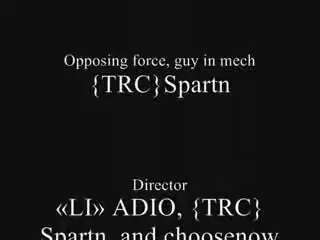 Opposing force, guy in mech
{TRC}Spartn
Director
«LI» ADIO, {TRC}
Spartn, and choosenow